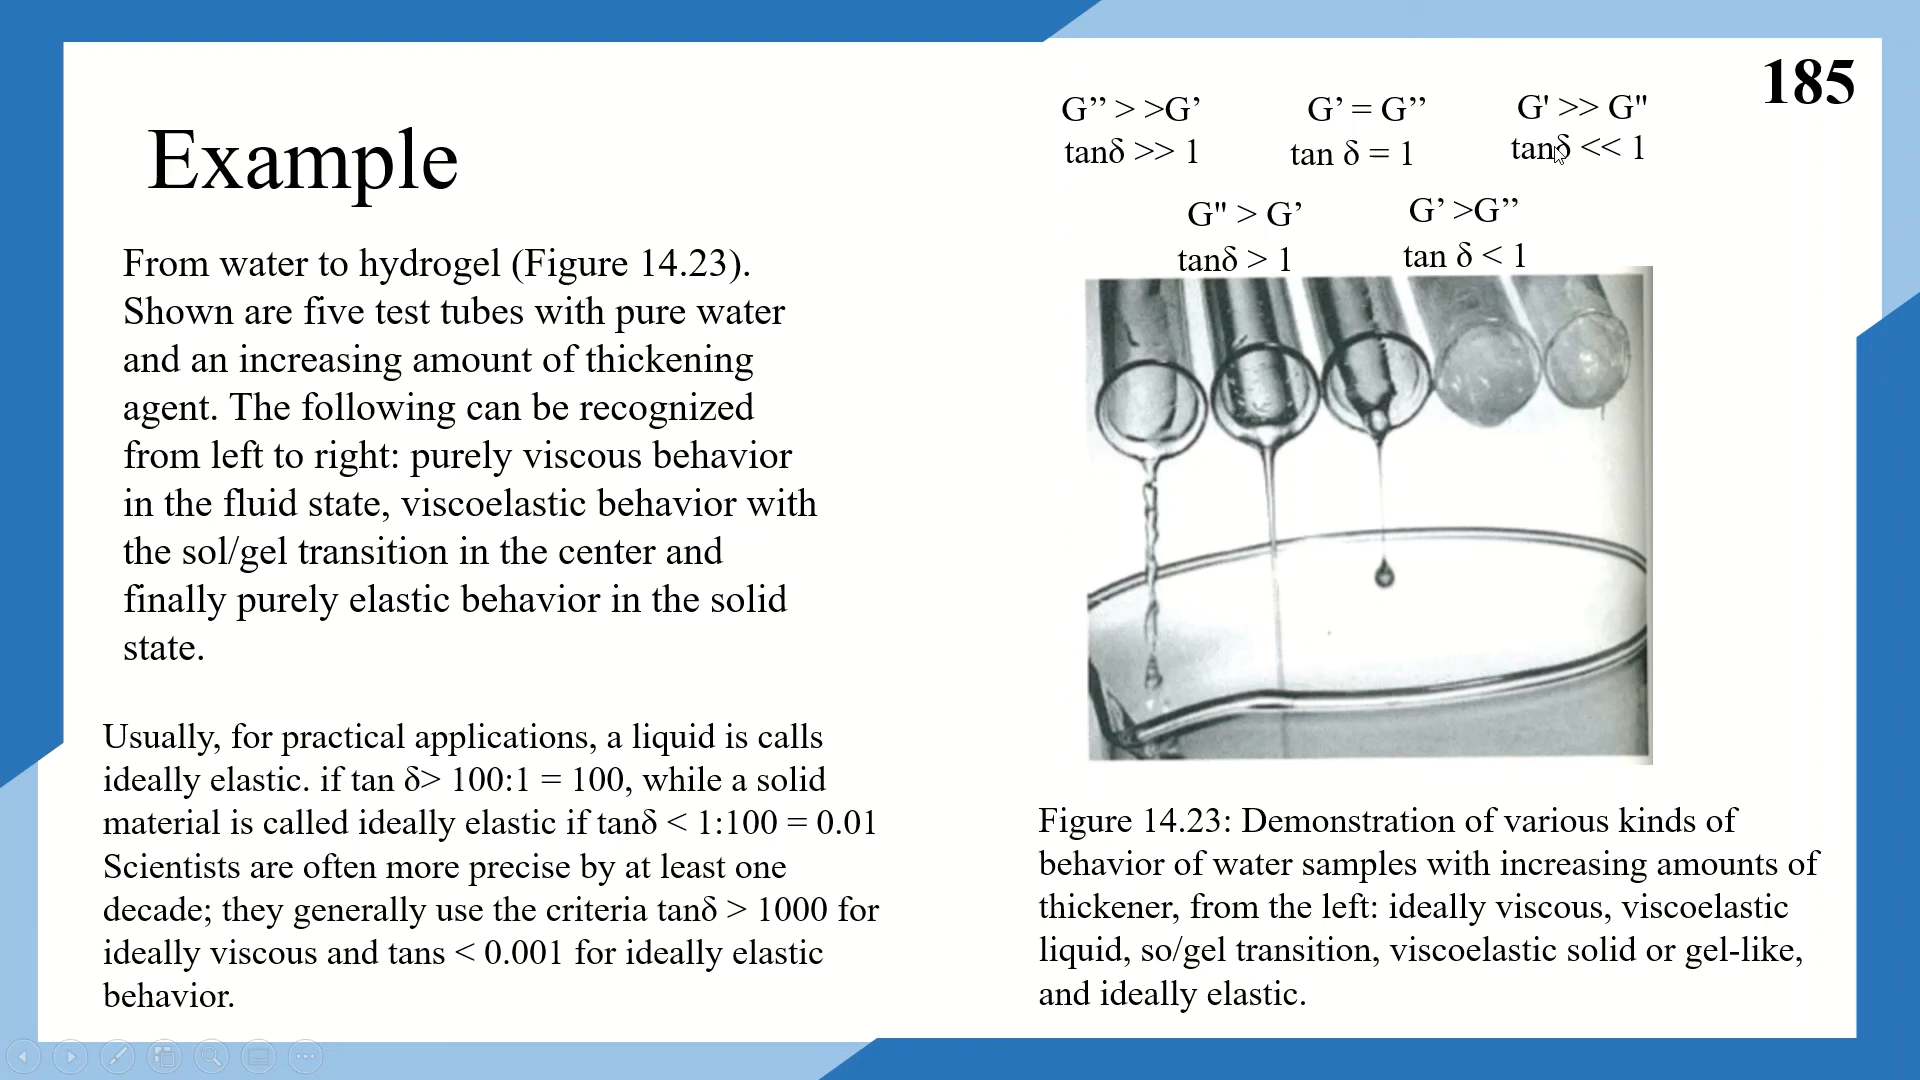 185
Example
From water to hydrogel (Figure 14.23).
Shown are five test tubes with pure water
and an increasing amount of thickening
agent. The following can be recognized
from left to right: purely viscous behavior
in the fluid state, viscoelastic behavior with
the sol/gel transition in the center and
finally purely elastic behavior in the solid
state.
Usually, for practical applications, a liquid is calls
ideally elastic. if tan δ> 100:1 = 100, while a solid
material is called ideally elastic if tanδ < 1:100 = 0.01
Scientists are often more precise by at least one
decade; they generally use the criteria tanδ > 1000 for
ideally viscous and tans < 0.001 for ideally elastic
behavior.
G’’ > >G’
tanδ >> 1
G’ = G’’
tan δ = 1
G' >> G"
tanδ << 1
G" > G’
tanδ > 1
G’ >G’’
tan δ < 1
Figure 14.23: Demonstration of various kinds of
behavior of water samples with increasing amounts of
thickener, from the left: ideally viscous, viscoelastic
liquid, so/gel transition, viscoelastic solid or gel-like,
and ideally elastic.